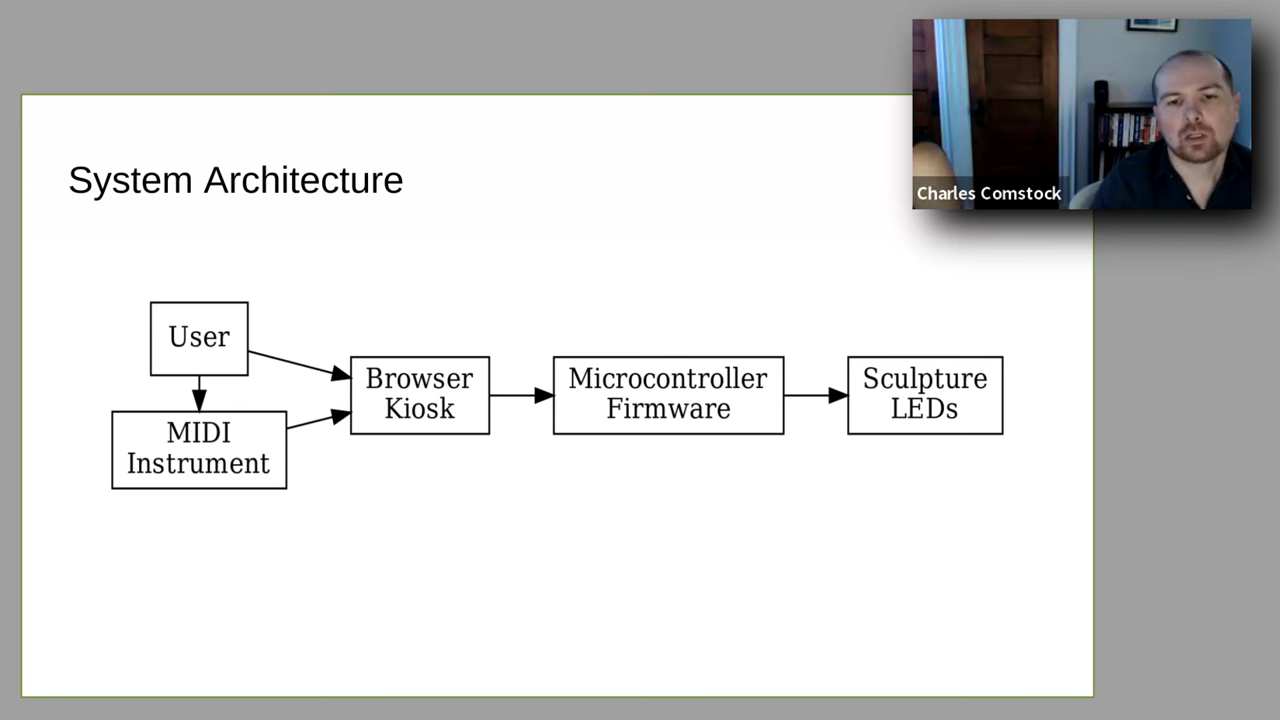 Charles Comstock
System Architecture
User
MIDI
Instrument
Browser
Kiosk
Microcontroller
Firmware
Sculpture
LEDs